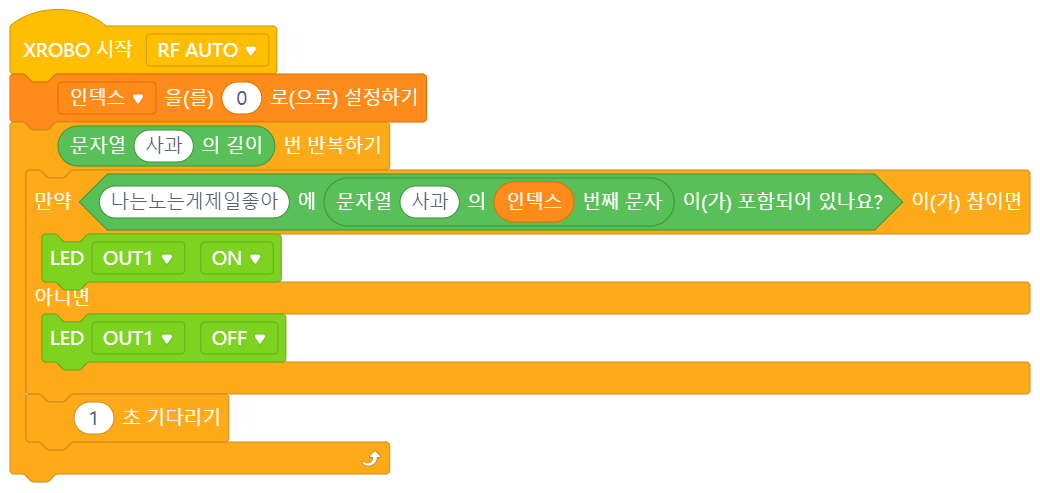 XROBO 시작 RF AUTO
인덱스 을(를) 0 로(으로) 설정하기
문자열 사과 의 길이 번 반복하기
만약 나는노는게제일좋아 에 문자열 사과 의 인덱스 번째 문자 이(가) 포함되어 있나요? 이(가) 참이면
LED OUT1 ON
아니면
LED OUT1 OFF
1 초 기다리기